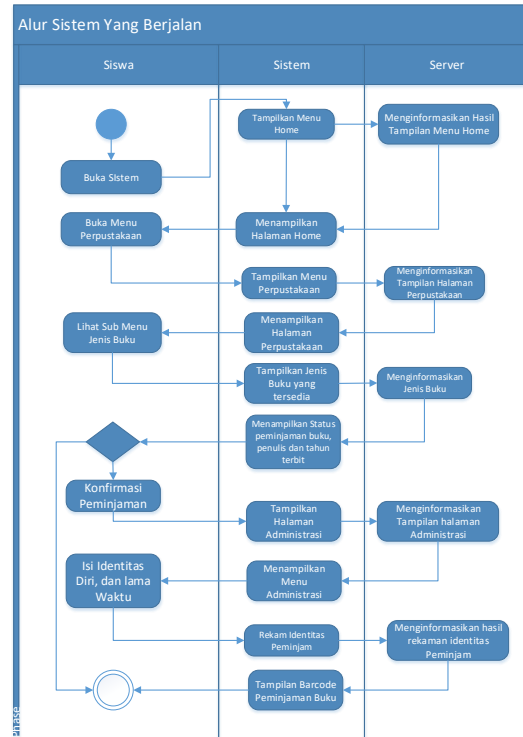 Alur Sistem Yang Berjalan
Siswa
Sistem
Server
Tampilkan Menu
Home
Menginformasikan Hasil
Tampilan Menu Home
Buka SIstem
Buka Menu
Perpustakaan
Menampilkan
Halaman Home
Tampilkan Menu
Perpustakaan
Menginformasikan
Tampilan Halaman
Perpustakaan
Lihat Sub Menu
Jenis Buku
Menampilkan
Halaman
Perpustakaan
Tampilkan Jenis
Buku yang
tersedia
Menginformasikan
Jenis Buku
Menampilkan Status
peminjaman buku,
penulis dan tahun
terbit
Konfirmasi
Peminjaman
Tampilkan
Halaman
Administrasi
Menginformasikan
Tampilan halaman
Administrasi
Isi Identitas
Diri, dan lama
Waktu
Menampilkan
Menu
Administrasi
Rekam Identitas
Peminjam
Menginformasikan hasil
rekaman identitas
Peminjam
Tampilan Barcode
Peminjaman Buku
Phase